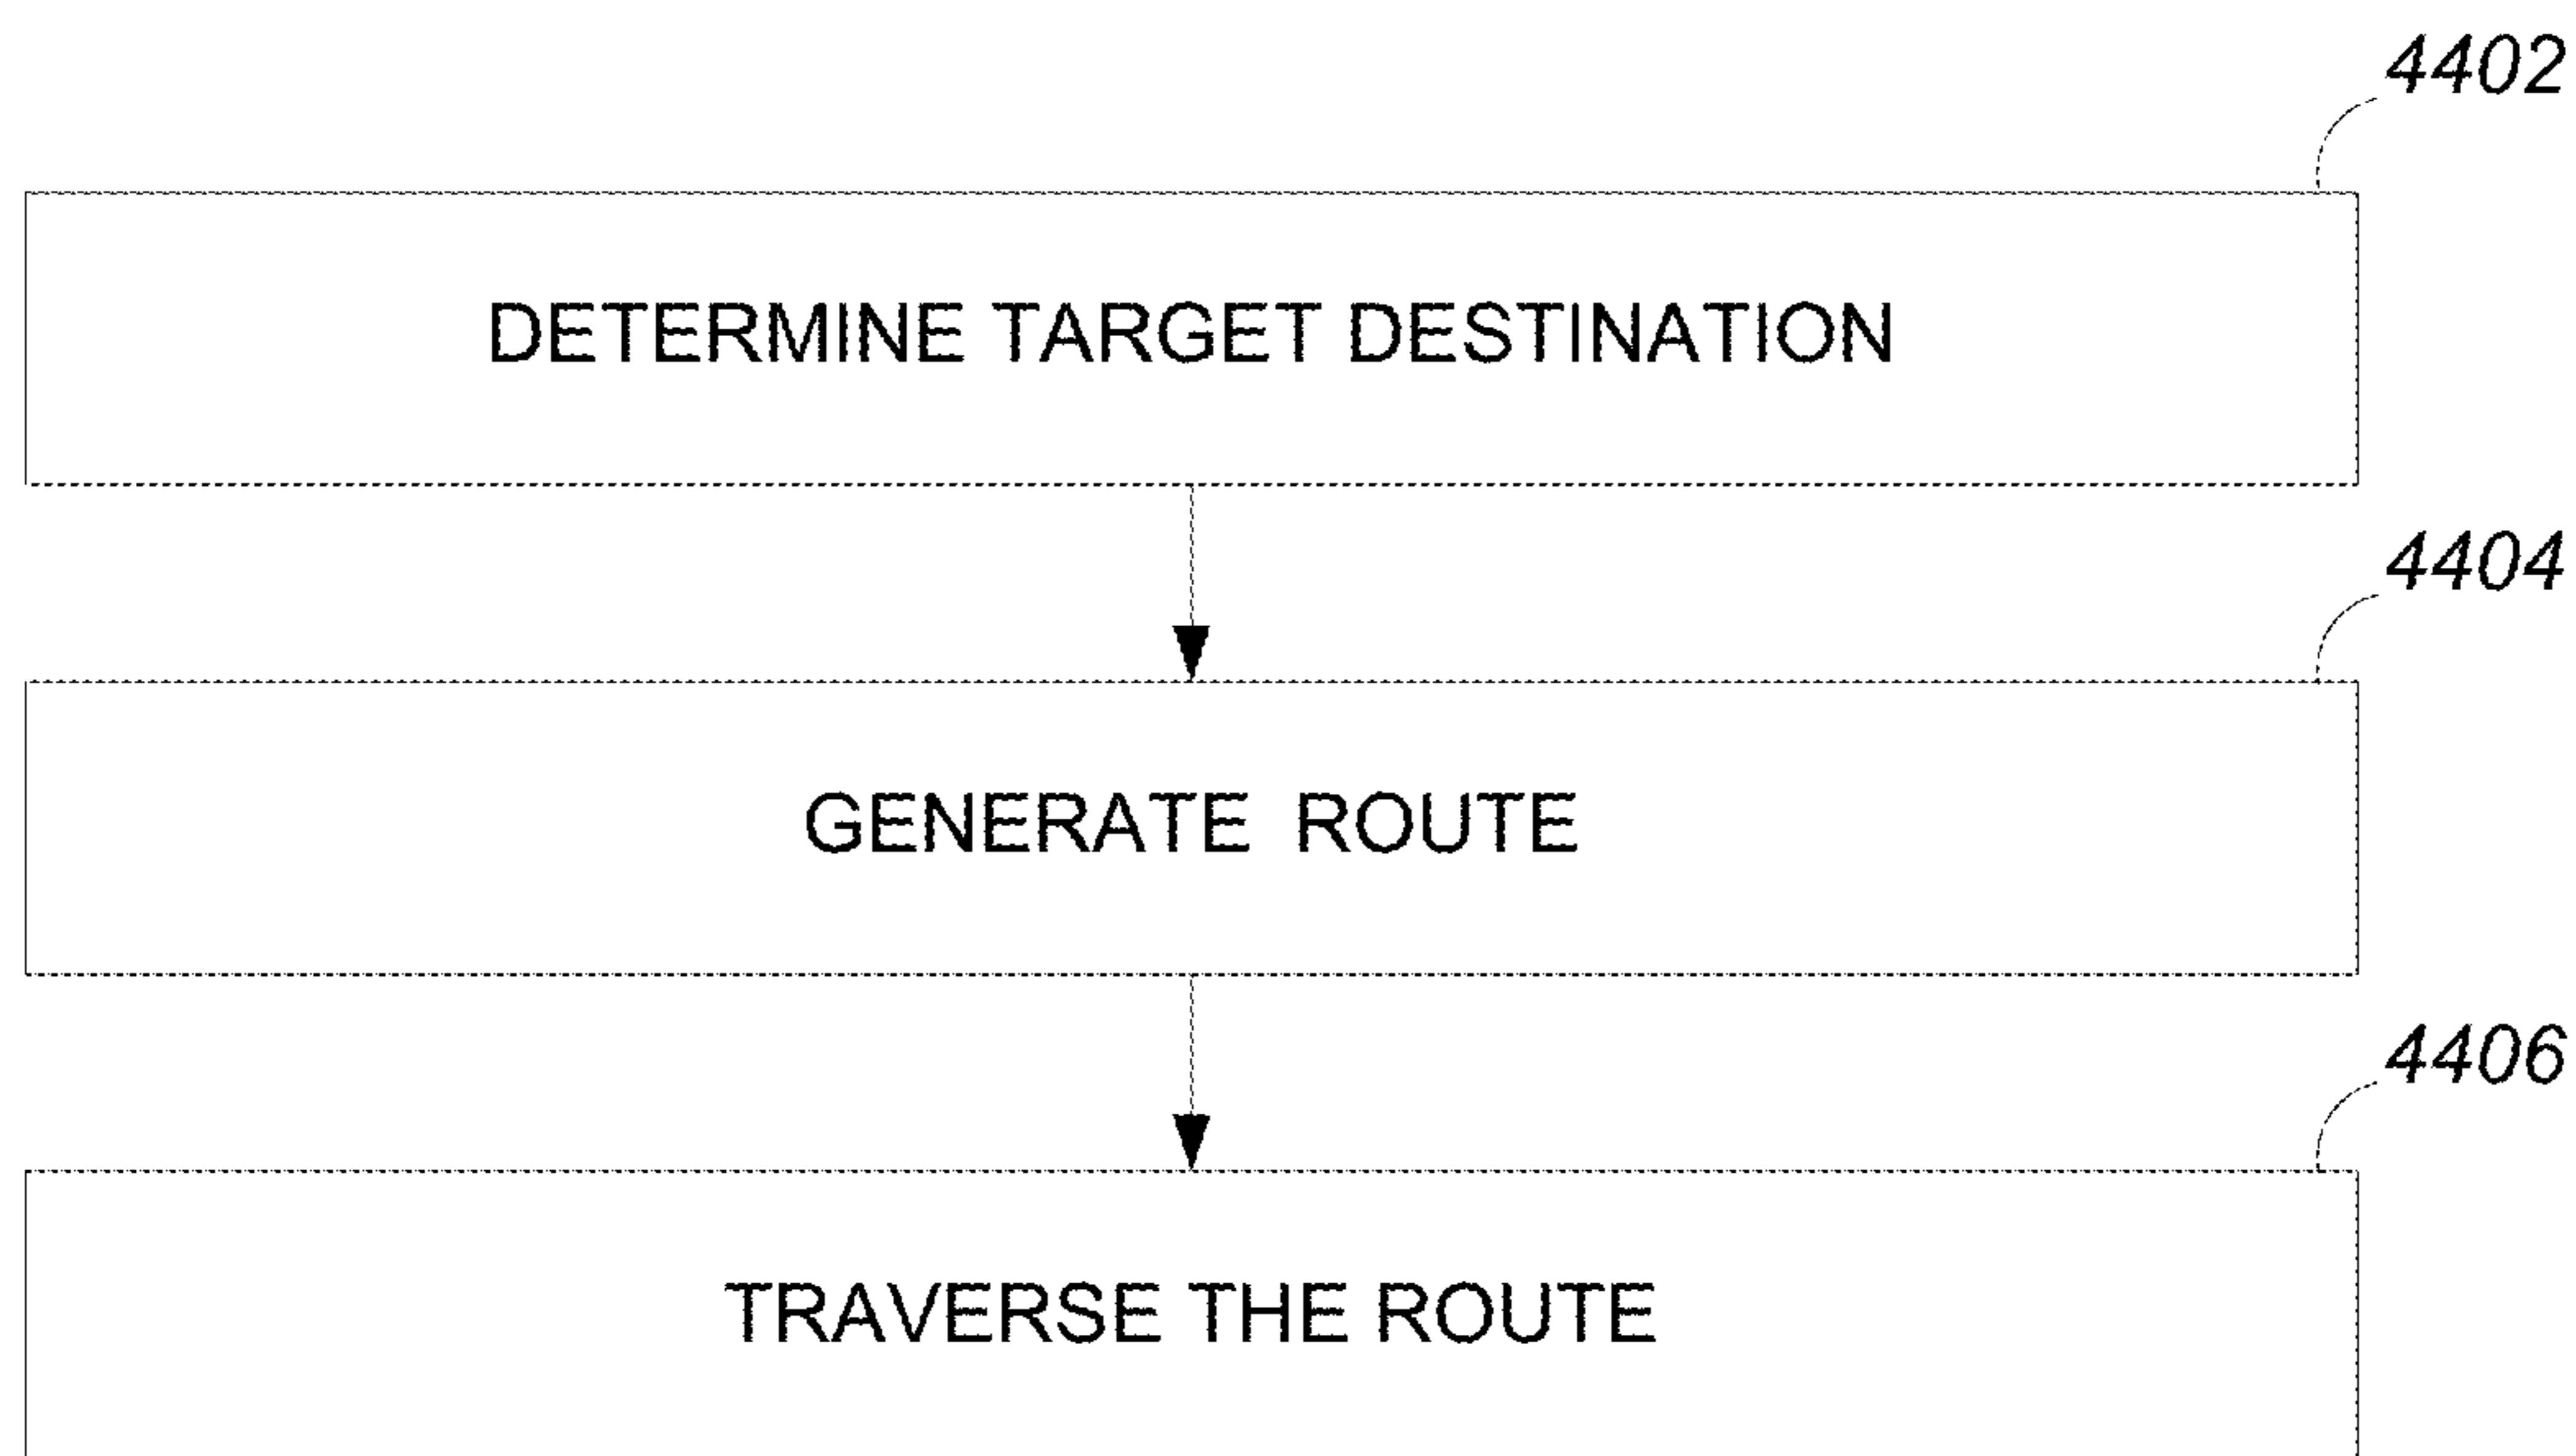 4402
DETERMINE TARGET DESTINATION
4404
GENERATE ROUTE
4406
TRAVERSE THE ROUTE